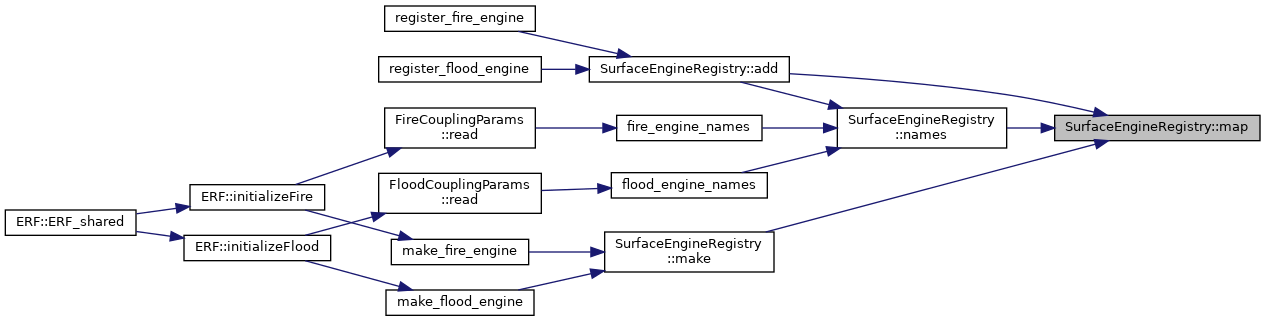 register_fire_engine
register_flood_engine
SurfaceEngineRegistry::add
FireCouplingParams
::read
fire_engine_names
SurfaceEngineRegistry
::names
SurfaceEngineRegistry::map
FloodCouplingParams
::read
flood_engine_names
ERF::initializeFire
ERF::ERF_shared
ERF::initializeFlood
make_fire_engine
SurfaceEngineRegistry
::make
make_flood_engine